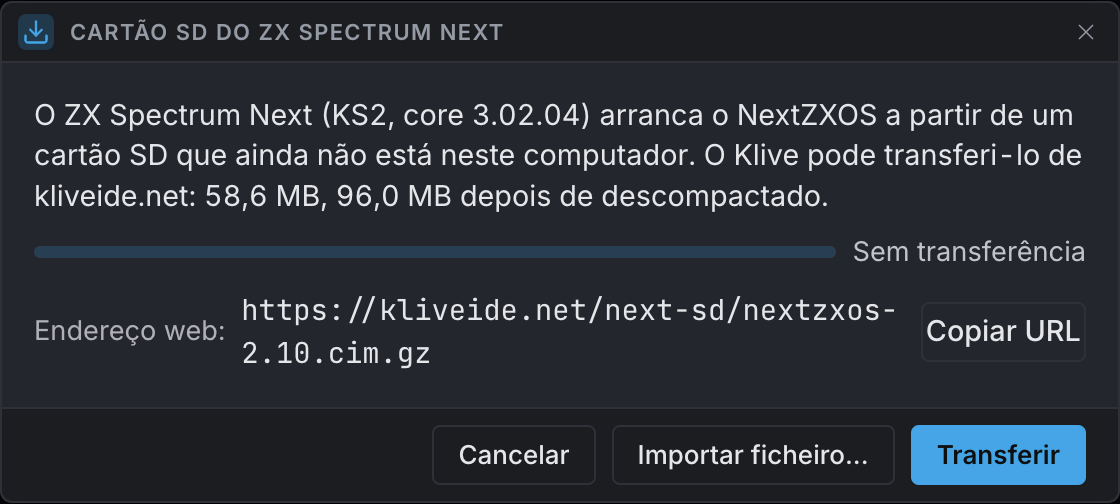 CARTÃO SD DO ZX SPECTRUM NEXT
O ZX Spectrum Next (KS2, core 3.02.04) arranca o NextZXOS a partir de um
cartão SD que ainda não está neste computador. O Klive pode transferi-lo de
kliveide.net: 58,6 MB, 96,0 MB depois de descompactado.
Sem transferência
Endereço web:
https://kliveide.net/next-sd/nextzxos-
2.10.cim.gz
Copiar URL
Cancelar
Importar ficheiro...
Transferir